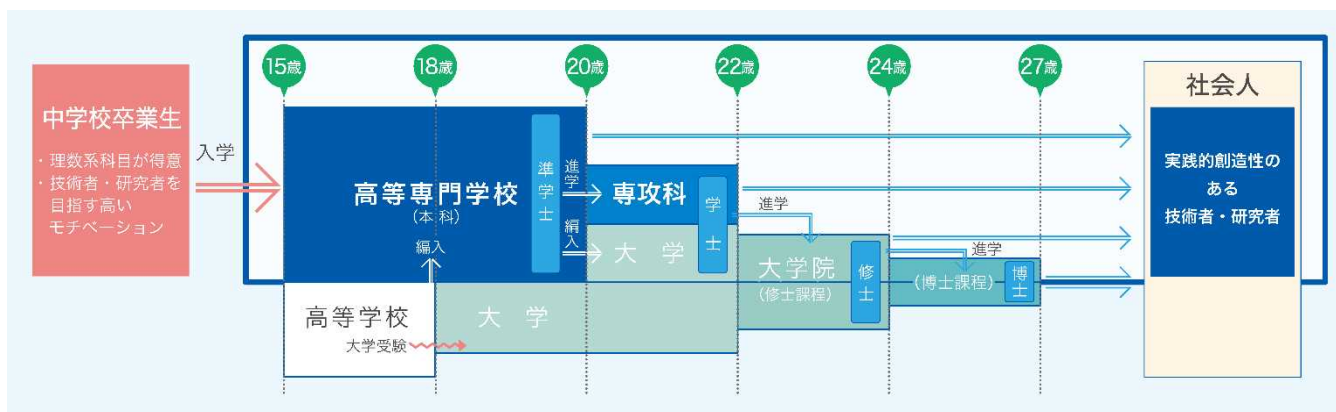 15歳
18歳
20歳
22歳
24歳
27歳
中学校卒業生
・理数系科目が得意
・技術者・研究者を
目指す高い
モチベーション
入学
高等専門学校
(本科)
準学士
進学
編入
専攻科
学士
大 学
編入
高等学校
大学受験
大 学
進学
大学院
(修士課程)
修士
進学
(博士課程)
博士
社会人
実践的創造性の
ある
技術者・研究者